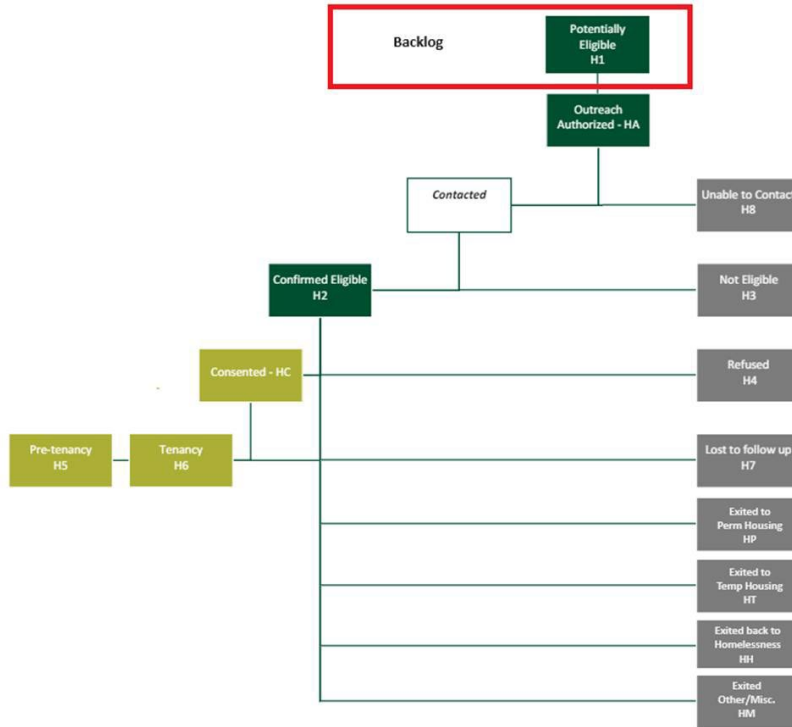 Backlog
Potentially
Eligible
H1
Outreach
Authorized - HA
Contacted
Unable to Contact
H8
Confirmed Eligible
H2
Not Eligible
H3
Consented - HC
Refused
H4
Pre-tenancy
H5
Tenancy
H6
Lost to follow up
H7
Exited to
Perm Housing
HP
Exited to
Temp Housing
HT
Exited back to
Homelessness
HH
Exited
Other/Misc.
HM